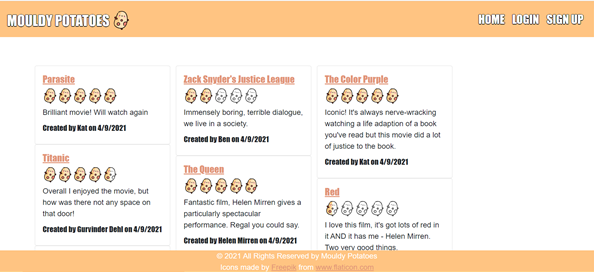 MOULDY POTATOES
HOME LOGIN SIGN UP
Parasite
Brilliant movie! Will watch again
Created by Kat on 4/9/2021
Titanic
Overall I enjoyed the movie, but
how was there not any space on
that door!
Created by Gurvinder Dehl on 4/9/2021
Zack Snyder's Justice League
Immensely boring, terrible dialogue,
we live in a society.
Created by Ben on 4/9/2021
The Queen
Fantastic film, Helen Mirren gives a
particularly spectacular
performance. Regal you could say.
Created by Helen Mirren on 4/9/2021
The Color Purple
Iconic! It's always nerve-wracking
watching a life adaption of a book
you've read but this movie did a lot
of justice to the book.
Created by Kat on 4/9/2021
Red
I love this film, it's got lots of red in
it AND it has me - Helen Mirren.
Two very good things.
© 2021 All Rights Reserved by Mouldy Potatoes
Icons made by Freepik from www.flaticon.com